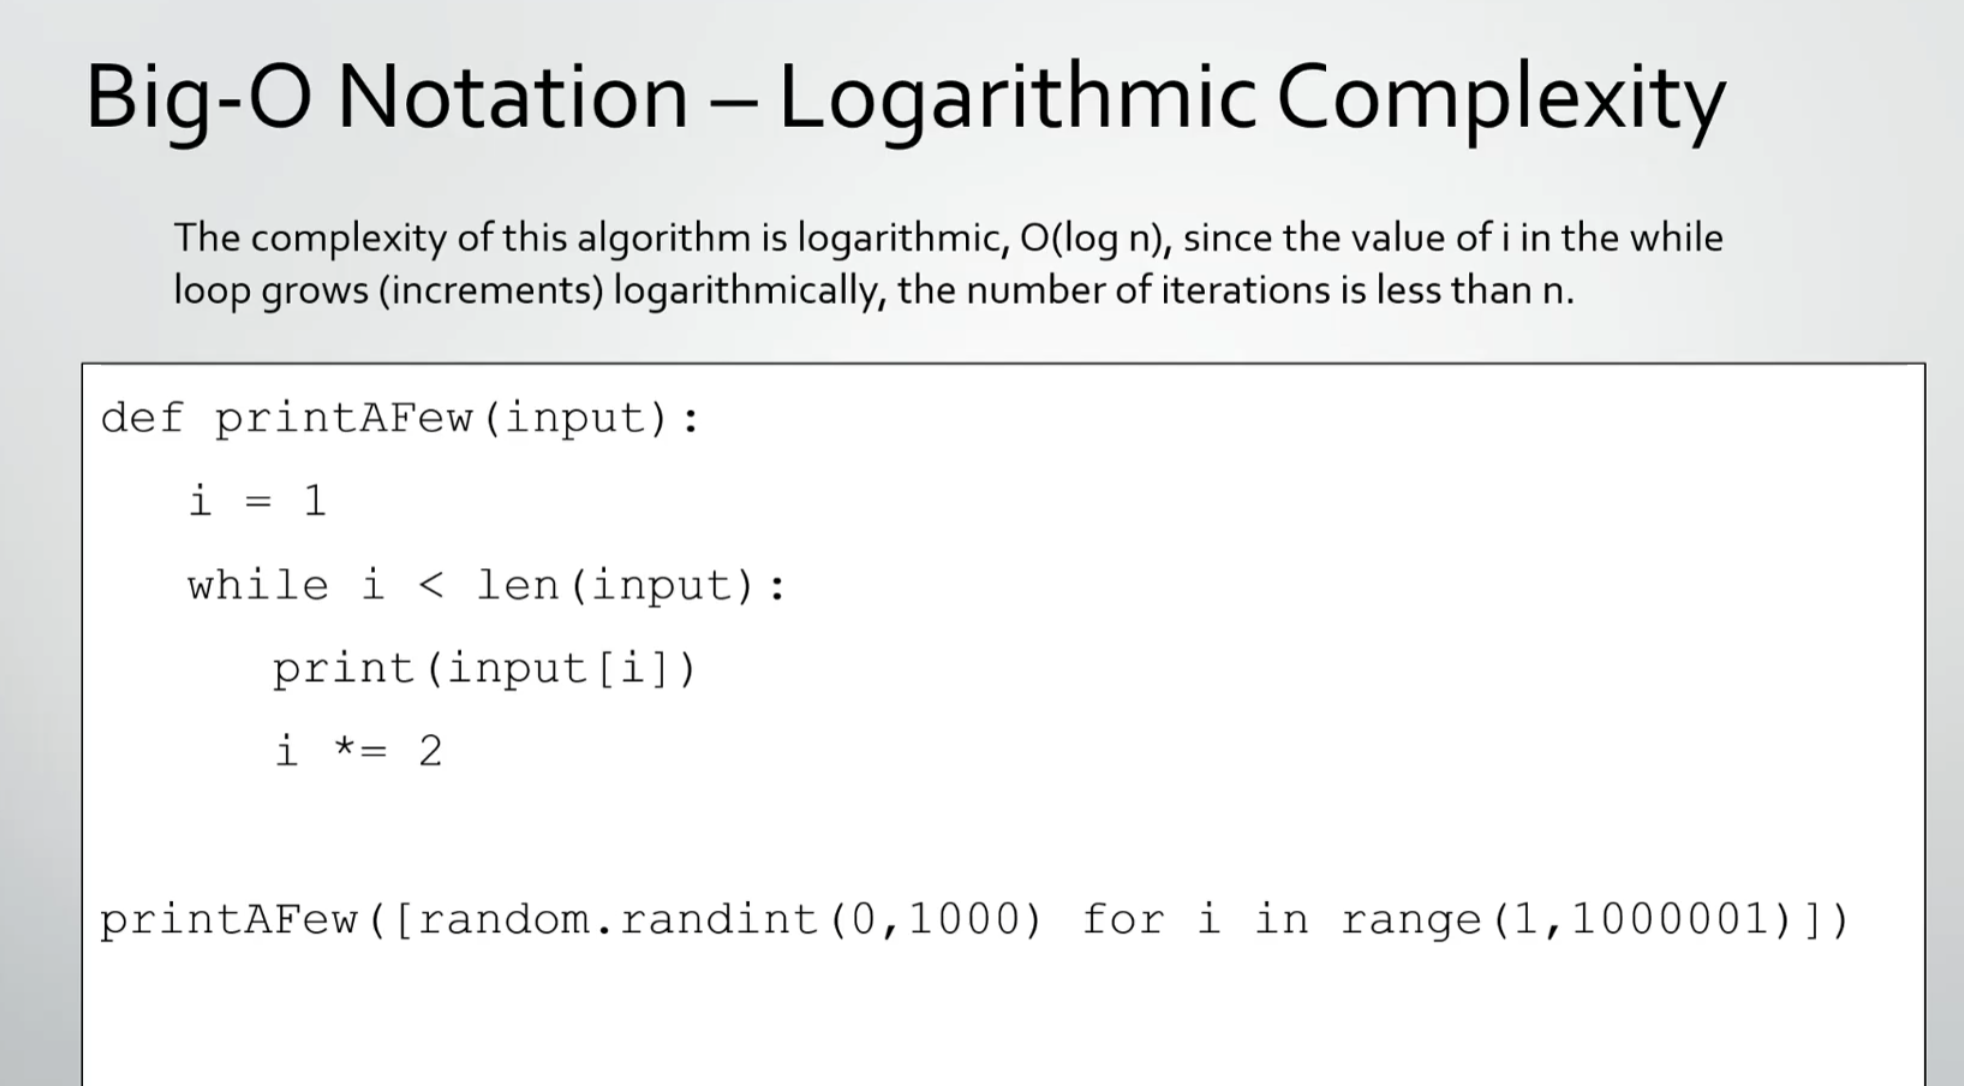 Big-O Notation – Logarithmic Complexity
The complexity of this algorithm is logarithmic, O(log n), since the value of i in the while
loop grows (increments) logarithmically, the number of iterations is less than n.
def printAFew(input):
i = 1
while i < len(input):
print(input[i])
i *= 2
printAFew([random.randint(0,1000) for i in range(1,1000001)])